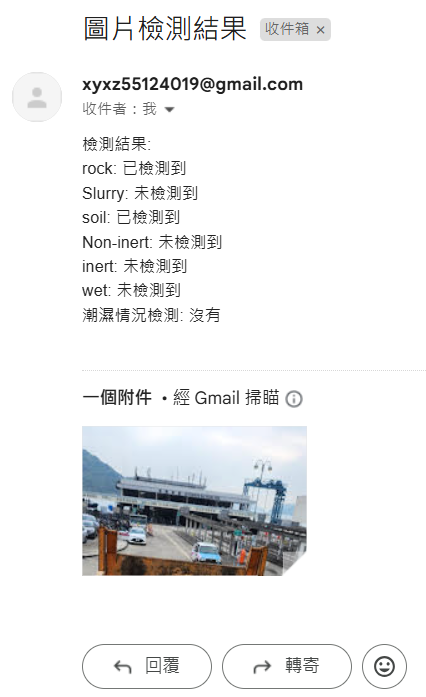 圖片檢測結果 收件箱 ×
xyxz55124019@gmail.com
收件者：我
檢測結果:
rock: 已檢測到
Slurry: 未檢測到
soil: 已檢測到
Non-inert: 未檢測到
inert: 未檢測到
wet: 未檢測到
潮濕情況檢測: 沒有
一個附件 • 經 Gmail 掃瞄
回覆
轉寄